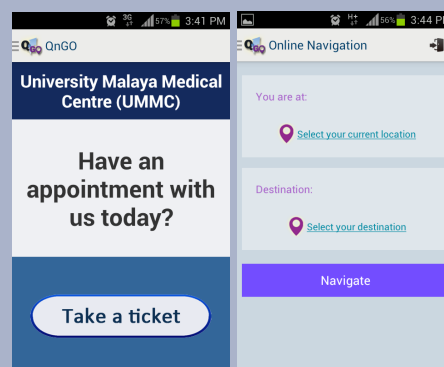 3G 57% 3:41 PM
QnGO
University Malaya Medical
Centre (UMMC)
Have an
appointment with
us today?
Take a ticket
H+ 56% 3:44 PM
Online Navigation
You are at:
Select your current location
Destination:
Select your destination
Navigate